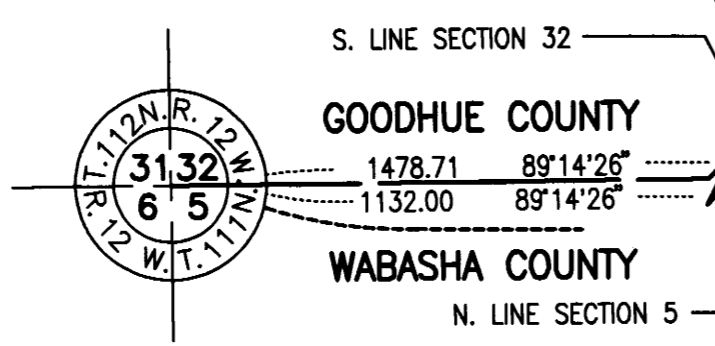 S. LINE SECTION 32
GOODHUE COUNTY
T. 112N. R. 12 W.
31 32
1478.71 89°14'26"
6 5
1132.00 89°14'26"
R. 12 W. T. 111N.
WABASHA COUNTY
N. LINE SECTION 5